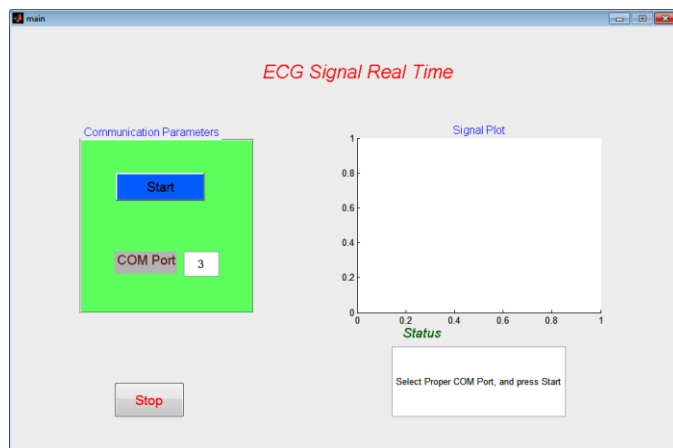 main
ECG Signal Real Time
Communication Parameters
Start
COM Port 3
Stop
Signal Plot
1
0.8
0.6
0.4
0.2
0
0 0.2 0.4 0.6 0.8 1
Status
Select Proper COM Port, and press Start